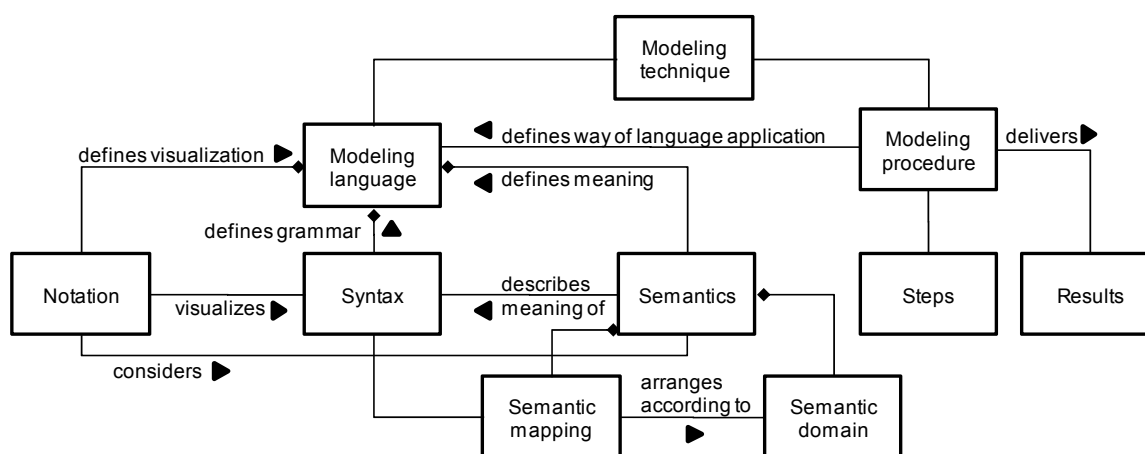 Modeling
technique
defines way of language application
Modeling
procedure
delivers
defines visualization
Modeling
language
defines meaning
defines grammar
Notation
visualizes
Syntax
describes
meaning of
Semantics
Steps
Results
considers
Semantic
mapping
arranges
according to
Semantic
domain